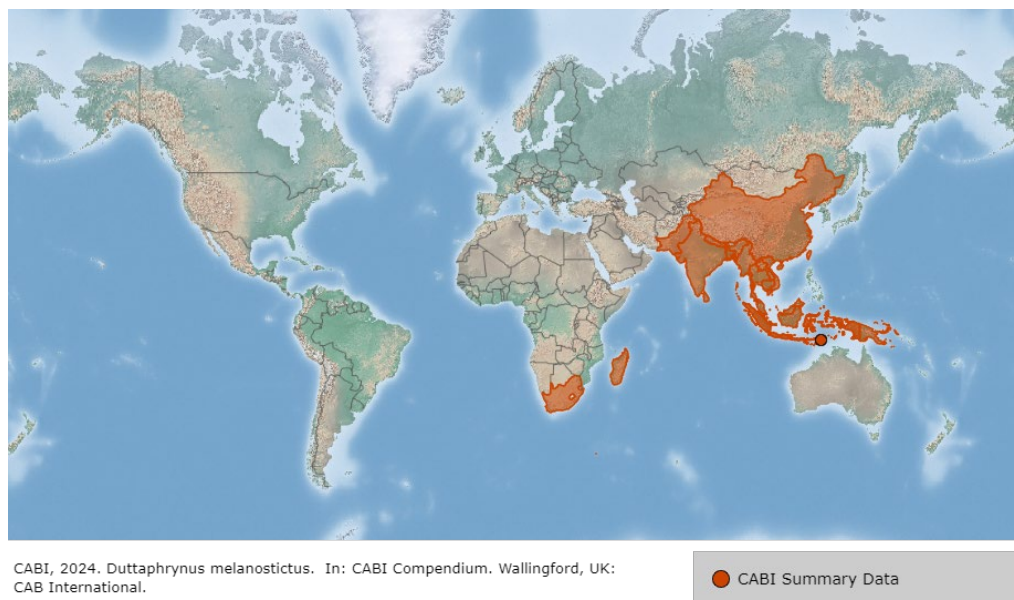 CABI, 2024. Duttaphrynus melanostictus. In: CABI Compendium. Wallingford, UK:
CAB International.
CABI Summary Data